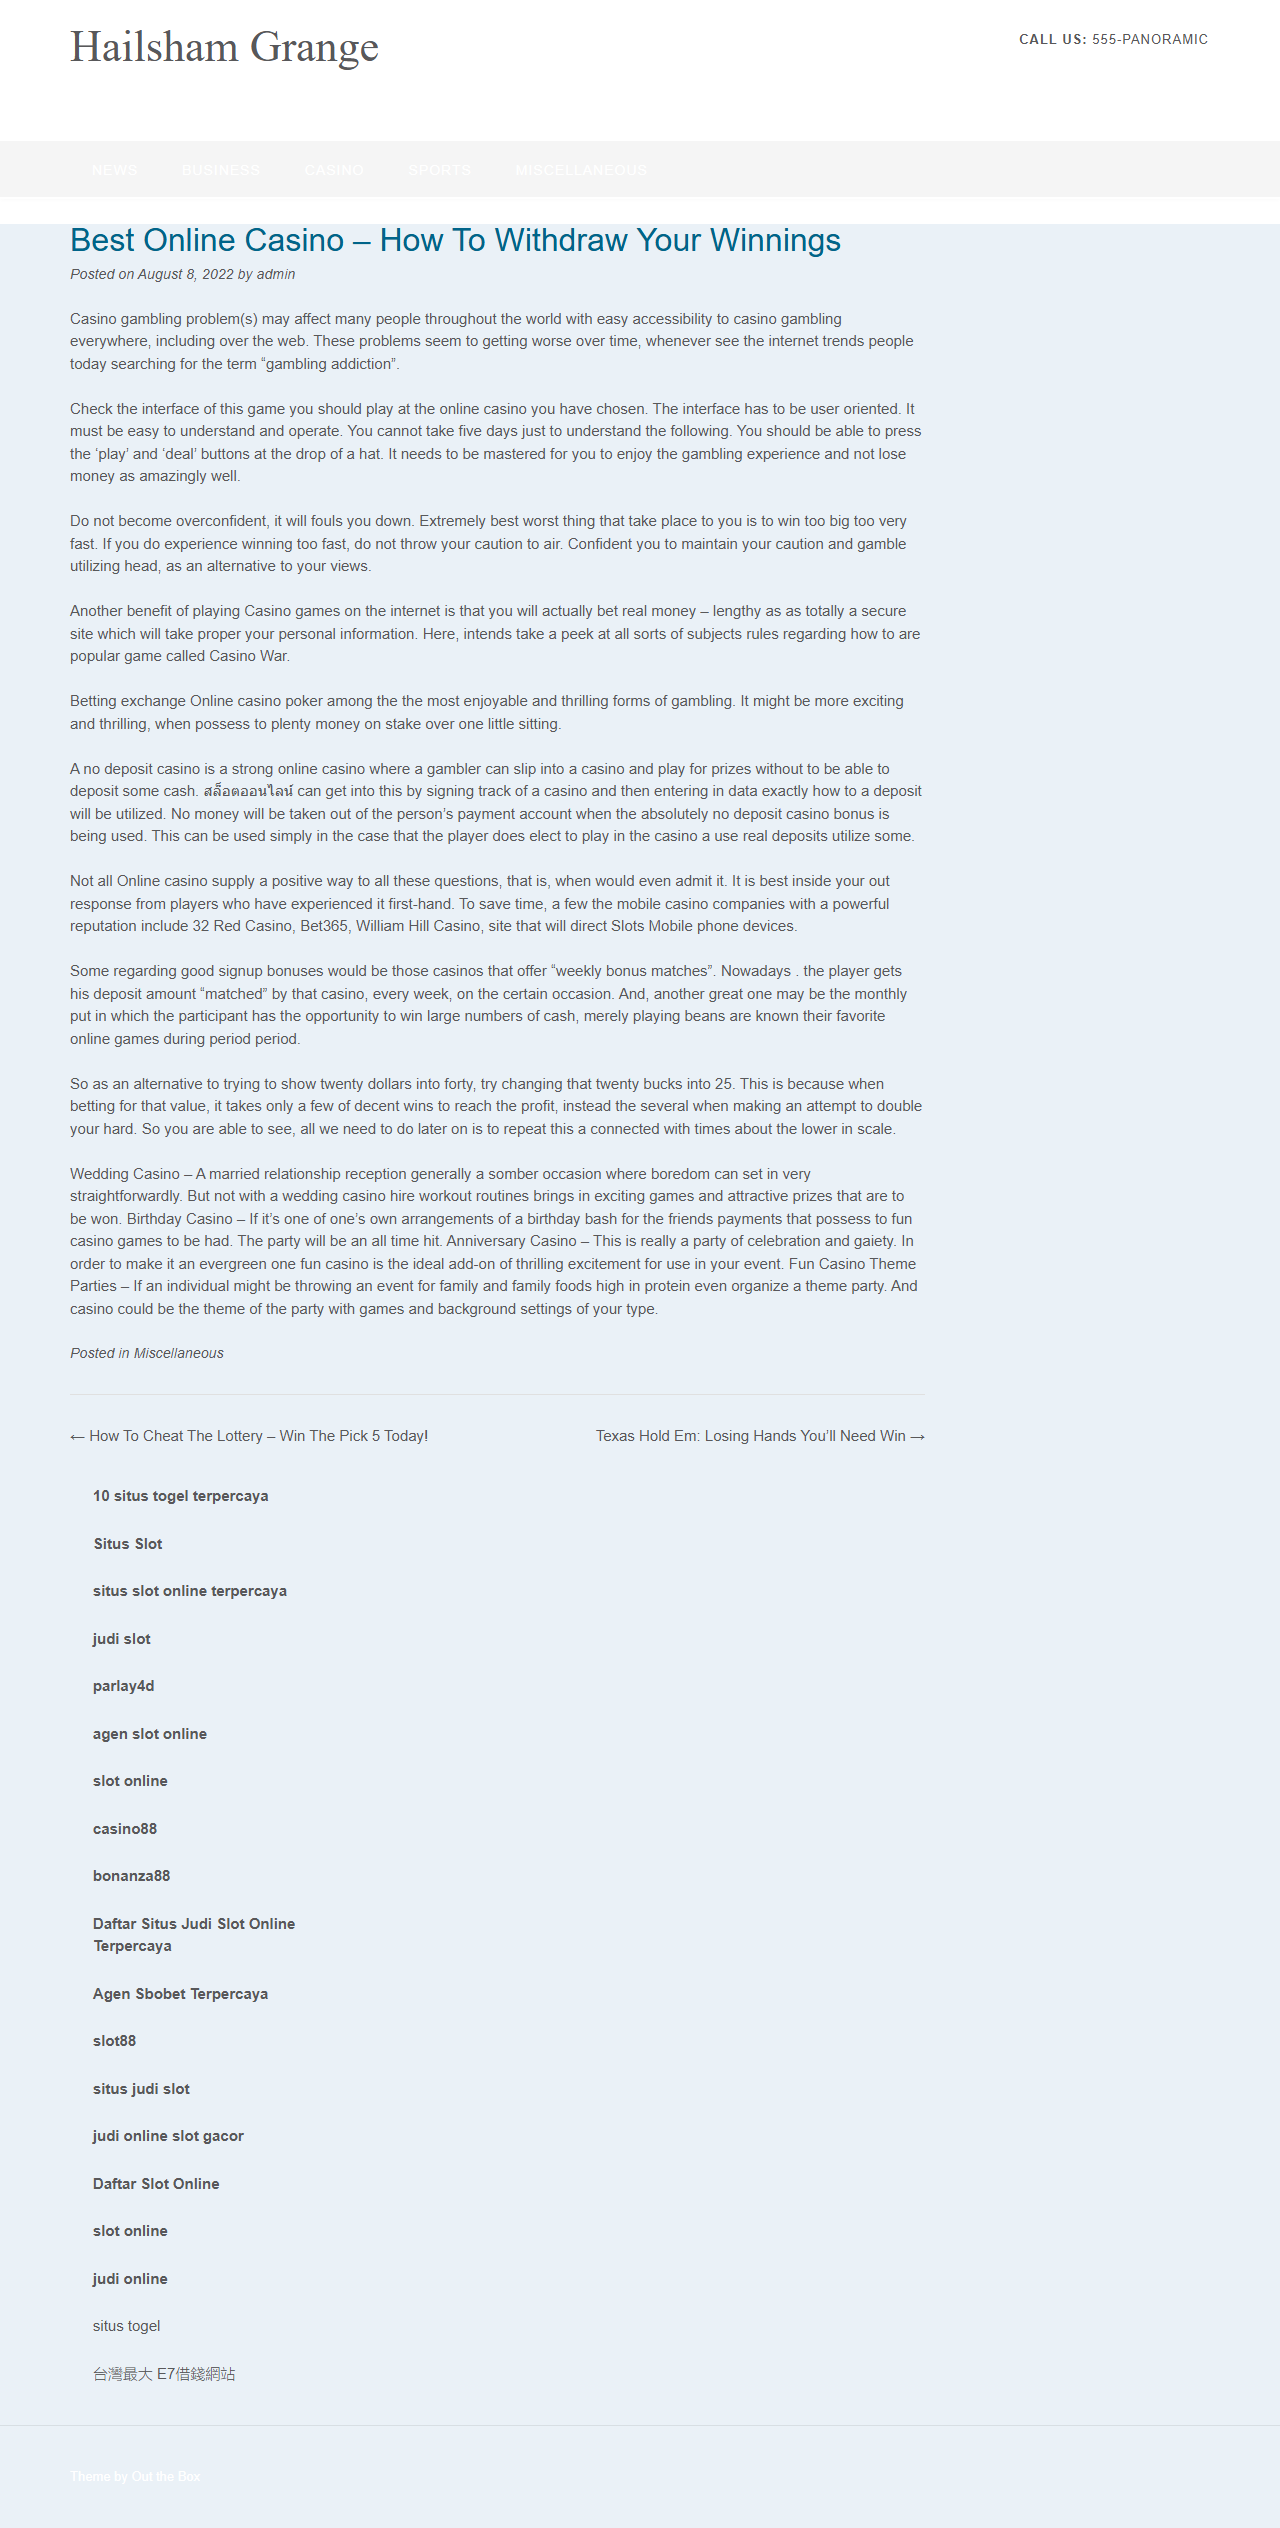 Hailsham Grange
CALL US: 555-PANORAMIC
NEWS BUSINESS CASINO SPORTS MISCELLANEOUS
Best Online Casino – How To Withdraw Your Winnings
Posted on August 8, 2022 by admin
Casino gambling problem(s) may affect many people throughout the world with easy accessibility to casino gambling
everywhere, including over the web. These problems seem to getting worse over time, whenever see the internet trends people
today searching for the term “gambling addiction”.
Check the interface of this game you should play at the online casino you have chosen. The interface has to be user oriented. It
must be easy to understand and operate. You cannot take five days just to understand the following. You should be able to press
the ‘play’ and ‘deal’ buttons at the drop of a hat. It needs to be mastered for you to enjoy the gambling experience and not lose
money as amazingly well.
Do not become overconfident, it will fouls you down. Extremely best worst thing that take place to you is to win too big too very
fast. If you do experience winning too fast, do not throw your caution to air. Confident you to maintain your caution and gamble
utilizing head, as an alternative to your views.
Another benefit of playing Casino games on the internet is that you will actually bet real money – lengthy as as totally a secure
site which will take proper your personal information. Here, intends take a peek at all sorts of subjects rules regarding how to are
popular game called Casino War.
Betting exchange Online casino poker among the the most enjoyable and thrilling forms of gambling. It might be more exciting
and thrilling, when possess to plenty money on stake over one little sitting.
A no deposit casino is a strong online casino where a gambler can slip into a casino and play for prizes without to be able to
deposit some cash. สล็อตออนไลน์ can get into this by signing track of a casino and then entering in data exactly how to a deposit
will be utilized. No money will be taken out of the person’s payment account when the absolutely no deposit casino bonus is
being used. This can be used simply in the case that the player does elect to play in the casino a use real deposits utilize some.
Not all Online casino supply a positive way to all these questions, that is, when would even admit it. It is best inside your out
response from players who have experienced it first-hand. To save time, a few the mobile casino companies with a powerful
reputation include 32 Red Casino, Bet365, William Hill Casino, site that will direct Slots Mobile phone devices.
Some regarding good signup bonuses would be those casinos that offer “weekly bonus matches”. Nowadays . the player gets
his deposit amount “matched” by that casino, every week, on the certain occasion. And, another great one may be the monthly
put in which the participant has the opportunity to win large numbers of cash, merely playing beans are known their favorite
online games during period period.
So as an alternative to trying to show twenty dollars into forty, try changing that twenty bucks into 25. This is because when
betting for that value, it takes only a few of decent wins to reach the profit, instead the several when making an attempt to double
your hard. So you are able to see, all we need to do later on is to repeat this a connected with times about the lower in scale.
Wedding Casino – A married relationship reception generally a somber occasion where boredom can set in very
straightforwardly. But not with a wedding casino hire workout routines brings in exciting games and attractive prizes that are to
be won. Birthday Casino – If it’s one of one’s own arrangements of a birthday bash for the friends payments that possess to fun
casino games to be had. The party will be an all time hit. Anniversary Casino – This is really a party of celebration and gaiety. In
order to make it an evergreen one fun casino is the ideal add-on of thrilling excitement for use in your event. Fun Casino Theme
Parties – If an individual might be throwing an event for family and family foods high in protein even organize a theme party. And
casino could be the theme of the party with games and background settings of your type.
Posted in Miscellaneous
← How To Cheat The Lottery – Win The Pick 5 Today!
Texas Hold Em: Losing Hands You’ll Need Win →
10 situs togel terpercaya
Situs Slot
situs slot online terpercaya
judi slot
parlay4d
agen slot online
slot online
casino88
bonanza88
Daftar Situs Judi Slot Online
Terpercaya
Agen Sbobet Terpercaya
slot88
situs judi slot
judi online slot gacor
Daftar Slot Online
slot online
judi online
situs togel
台灣最大 E7借錢網站
Theme by Out the Box